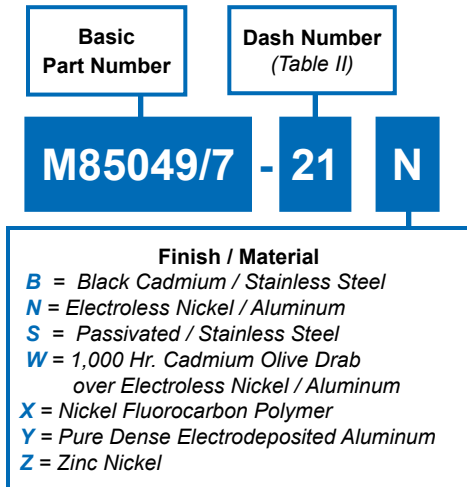 Basic
Part Number
Dash Number
(Table II)
M85049/7 - 21 N
Finish / Material
B = Black Cadmium / Stainless Steel
N = Electroless Nickel / Aluminum
S = Passivated / Stainless Steel
W = 1,000 Hr. Cadmium Olive Drab
over Electroless Nickel / Aluminum
X = Nickel Fluorocarbon Polymer
Y = Pure Dense Electrodeposited Aluminum
Z = Zinc Nickel